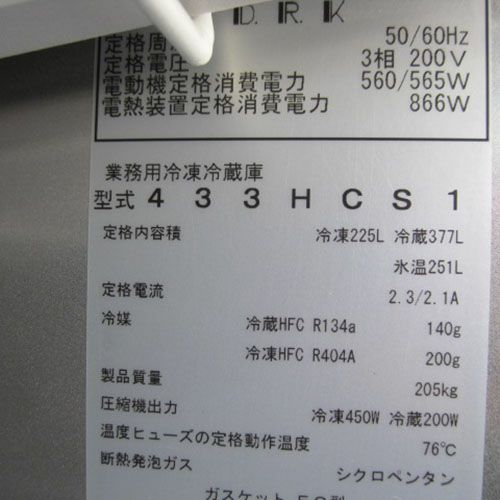 D. R. K
定格周 50/60Hz
定格電圧 3相 200V
電動機定格消費電力 560/565W
電熱装置定格消費電力 866W
業務用冷凍冷蔵庫
型式 433HCS1
定格内容積 冷凍225L 冷蔵377L
氷温251L
定格電流 2.3/2.1A
冷媒 冷蔵HFC R134a 140g
冷凍HFC R404A 200g
製品質量 205kg
圧縮機出力 冷凍450W 冷蔵200W
温度ヒューズの定格動作温度 76℃
断熱発泡ガス シクロペンタン
ガスケット